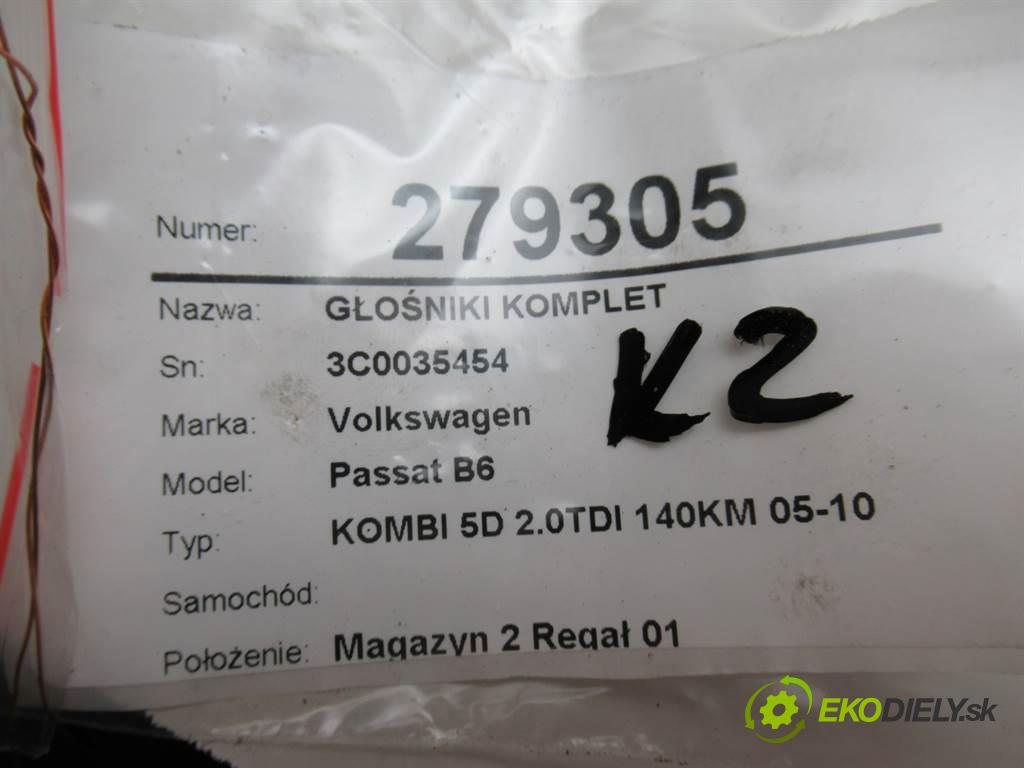 Numer: 279305
Nazwa: GŁOŚNIKI KOMPLET
Sn: 3C0035454
Marka: Volkswagen
K2
Model: Passat B6
Typ: KOMBI 5D 2.0TDI 140KM 05-10
Samochód:
Położenie: Magazyn 2 Regał 01
EKODIELY.sk